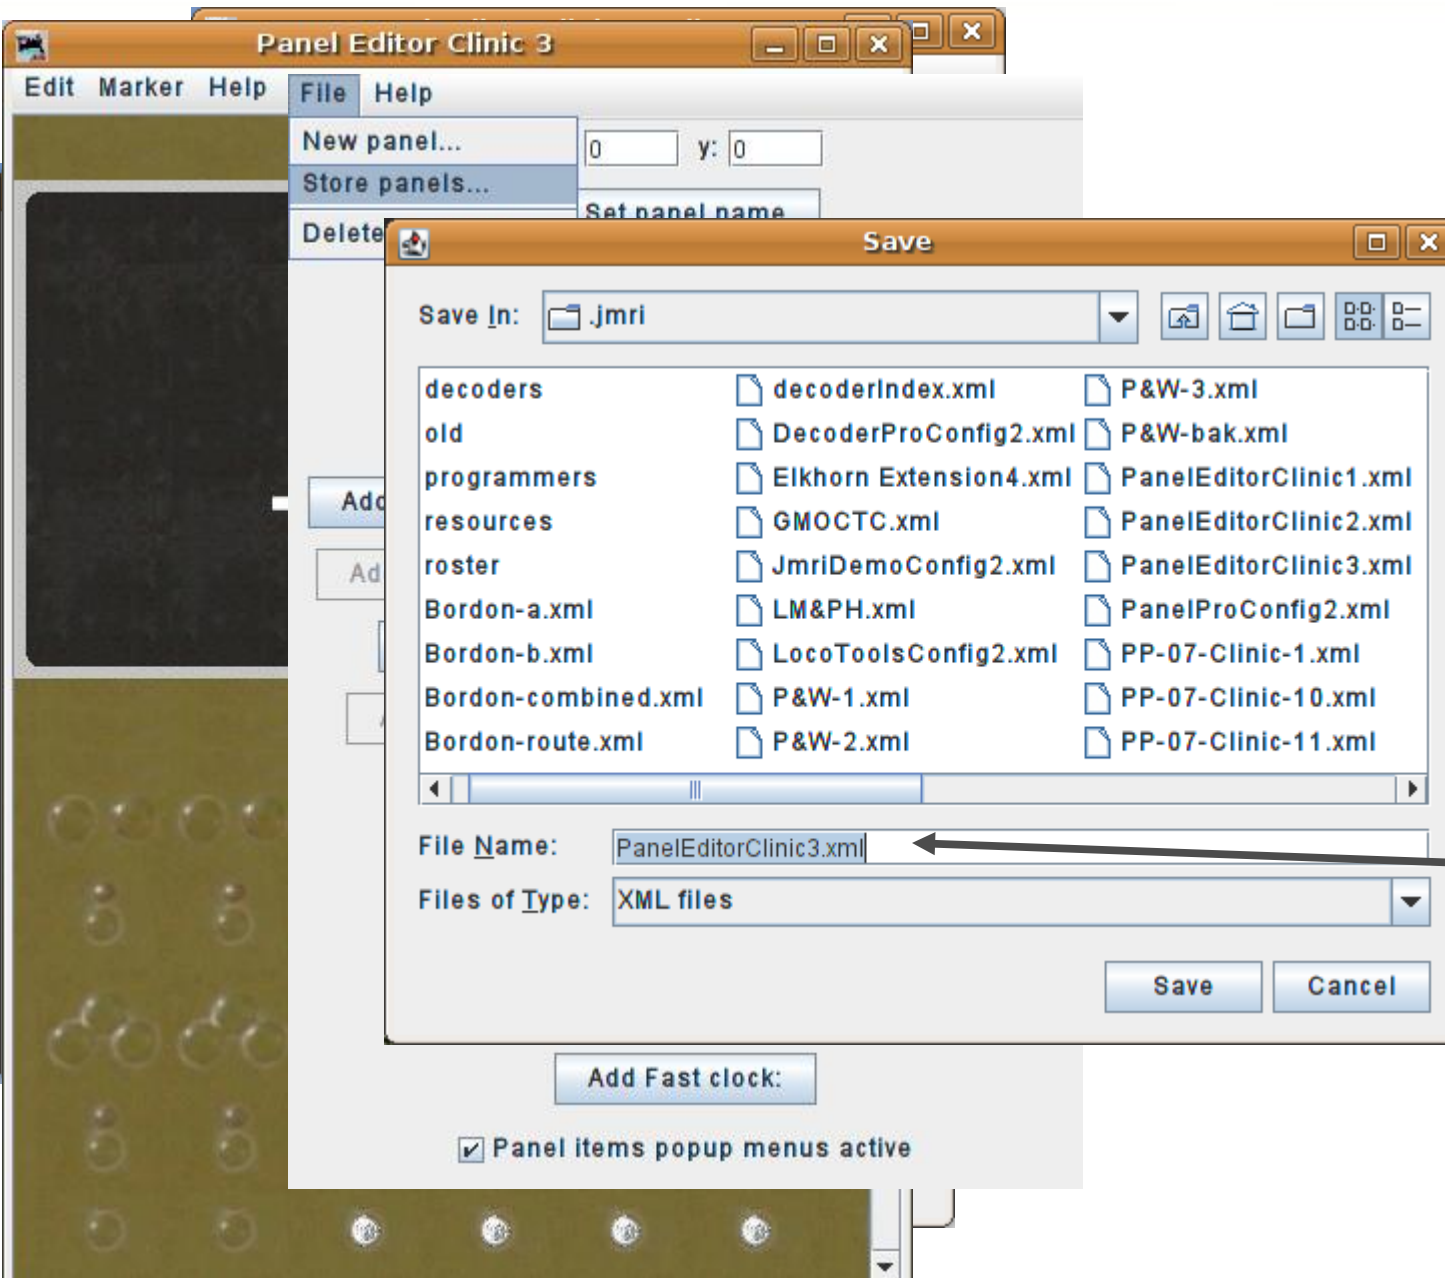 Panel Editor Clinic 3
Edit Marker Help
File Help
New panel...
Store panels...
Delete
0 y: 0
Set panel name
Save
Save In: .jmri
decoders decoderIndex.xml P&W-3.xml
old DecoderProConfig2.xml P&W-bak.xml
programmers Elkhorn Extension4.xml PanelEditorClinic1.xml
resources GMOCTC.xml PanelEditorClinic2.xml
roster JmriDemoConfig2.xml PanelEditorClinic3.xml
Bordon-a.xml LM&PH.xml PanelProConfig2.xml
Bordon-b.xml LocoToolsConfig2.xml PP-07-Clinic-1.xml
Bordon-combined.xml P&W-1.xml PP-07-Clinic-10.xml
Bordon-route.xml P&W-2.xml PP-07-Clinic-11.xml
File Name: PanelEditorClinic3.xml
Files of Type: XML files
Save Cancel
Add
Ad
Add Fast clock:
Panel items popup menus active